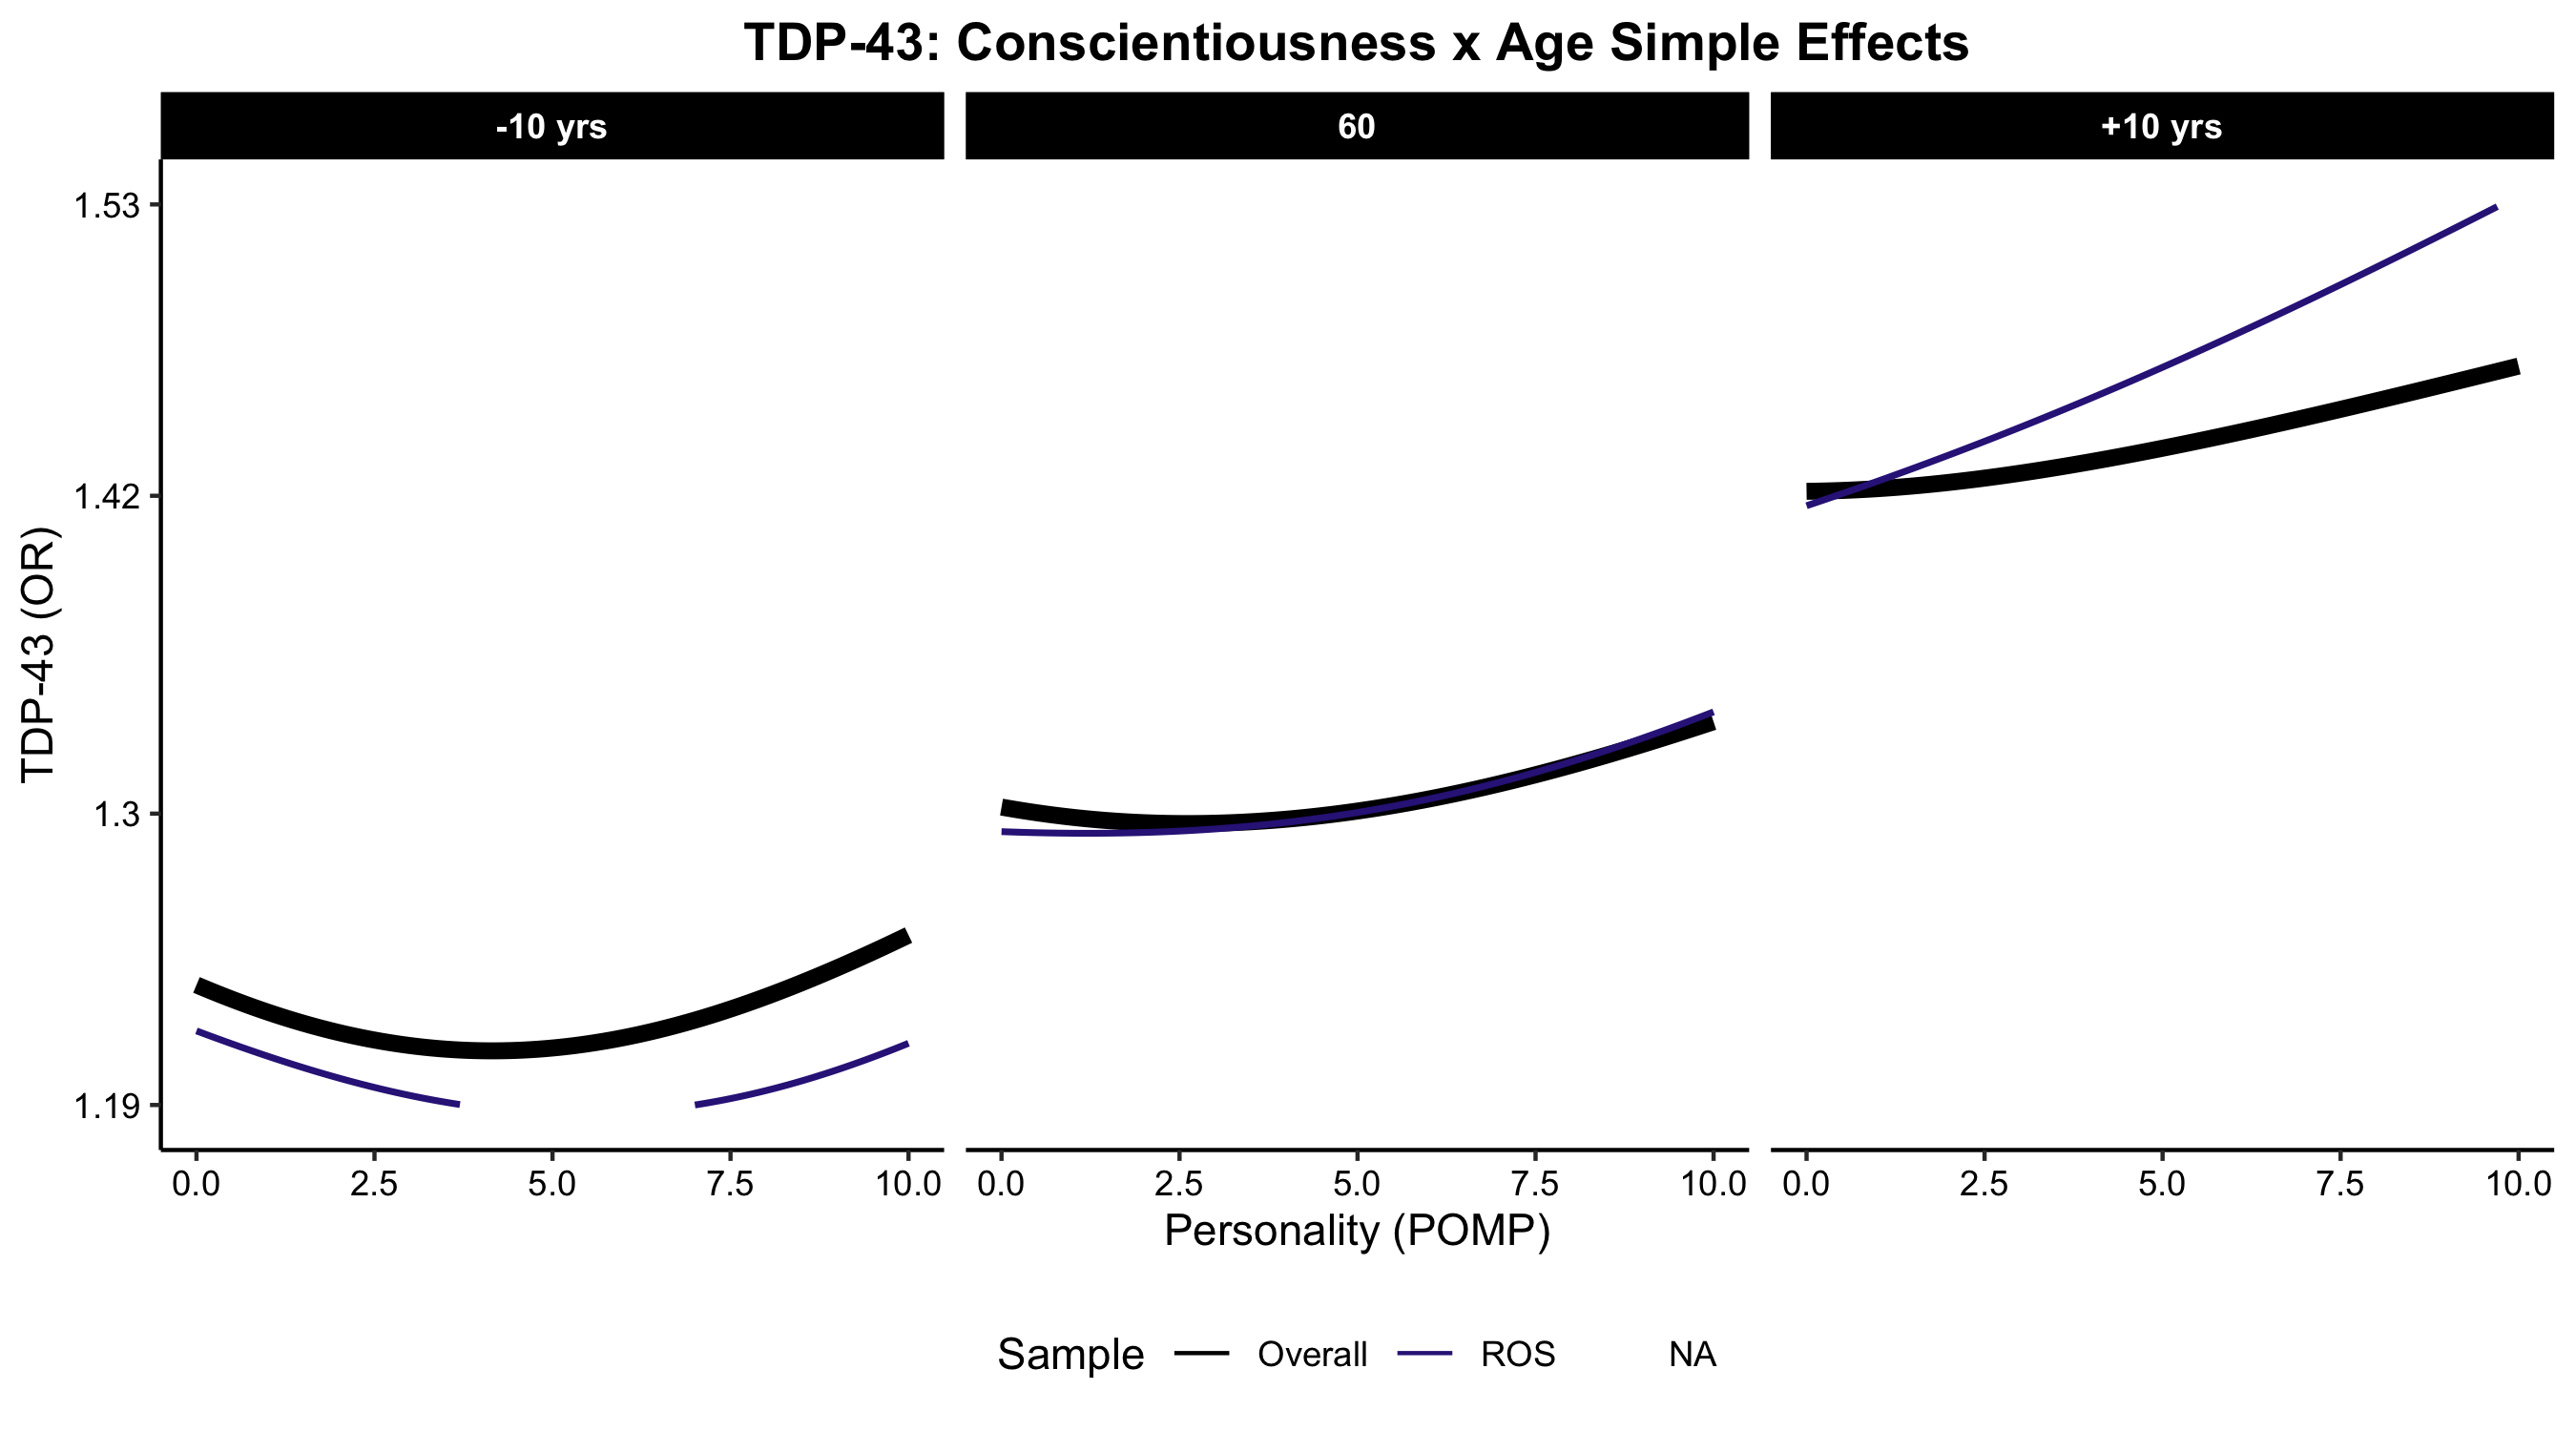 TDP-43: Conscientiousness x Age Simple Effects
-10 yrs
60
+10 yrs
TDP-43 (OR)
1.53
1.42
1.3
1.19
0.0 2.5 5.0 7.5 10.0 0.0 2.5 5.0 7.5 10.0 0.0 2.5 5.0 7.5 10.0
Personality (POMP)
Sample Overall ROS NA